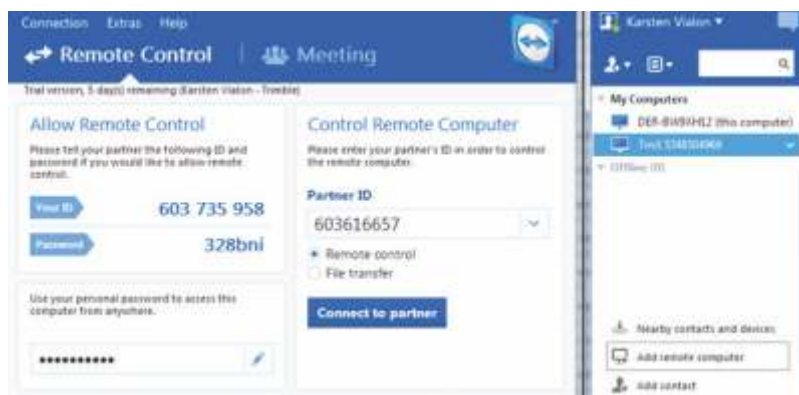 Connection Extras Help
Remote Control
Meeting
Trial version, 5 day(s) remaining (Karsten Vialon - Trimble)
Allow Remote Control
Please tell your partner the following ID and
password if you would like to allow remote
control.
Your ID
603 735 958
Password
328bni
Use your personal password to access this
computer from anywhere.
Control Remote Computer
Please enter your partner's ID in order to control
the remote computer.
Partner ID
603616657
Remote control
File transfer
Connect to partner
Karsten Vialon
My Computers
(this computer)
Offline
Nearby contacts and devices
Add remote computer
Add contact